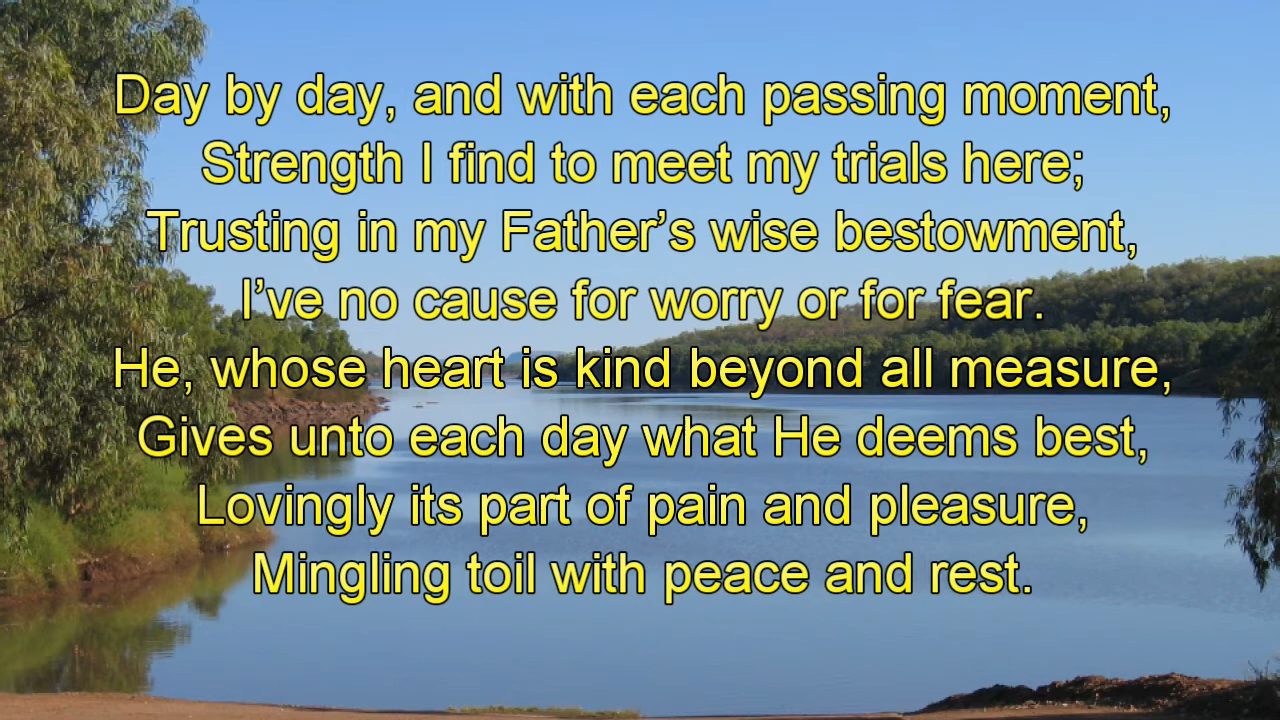 Day by day, and with each passing moment,
Strength I find to meet my trials here;
Trusting in my Father’s wise bestowment,
I’ve no cause for worry or for fear.
He, whose heart is kind beyond all measure,
Gives unto each day what He deems best,
Lovingly its part of pain and pleasure,
Mingling toil with peace and rest.